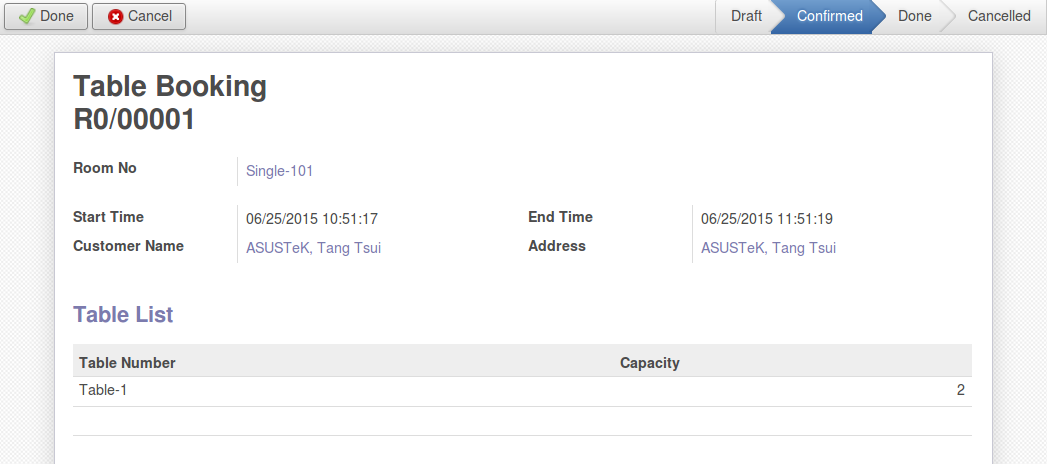 Done Cancel Draft Confirmed Done Cancelled
Table Booking
R0/00001
Room No Single-101
Start Time 06/25/2015 10:51:17 End Time 06/25/2015 11:51:19
Customer Name ASUSTeK, Tang Tsui Address ASUSTeK, Tang Tsui
Table List
Table Number Capacity
Table-1 2